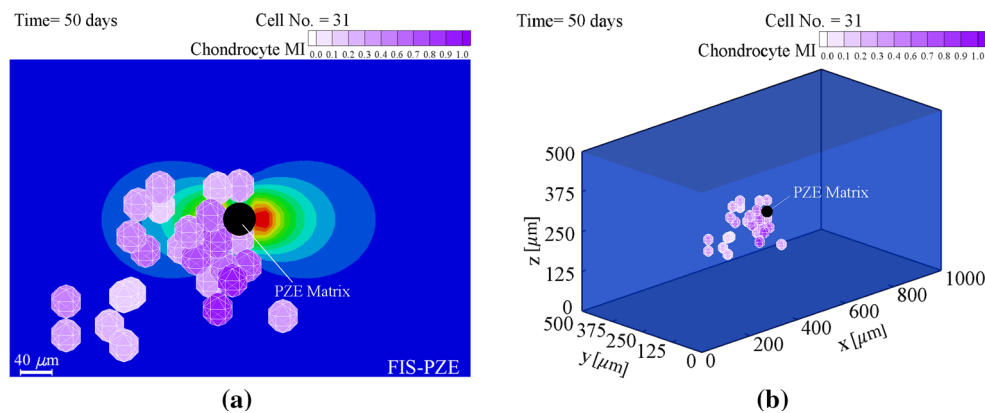 Time= 50 days
Cell No. = 31
Chondrocyte MI
0.0 0.1 0.2 0.3 0.4 0.6 0.7 0.8 0.9 1.0
PZE Matrix
40 μm
FIS-PZE
(a)
Time= 50 days
Cell No. = 31
Chondrocyte MI
0.0 0.1 0.2 0.3 0.4 0.6 0.7 0.8 0.9 1.0
500
375
250
125
0
z [μm]
PZE Matrix
500
375
250
125
0
y [μm]
0
200
400
600
800
1000
x [μm]
(b)